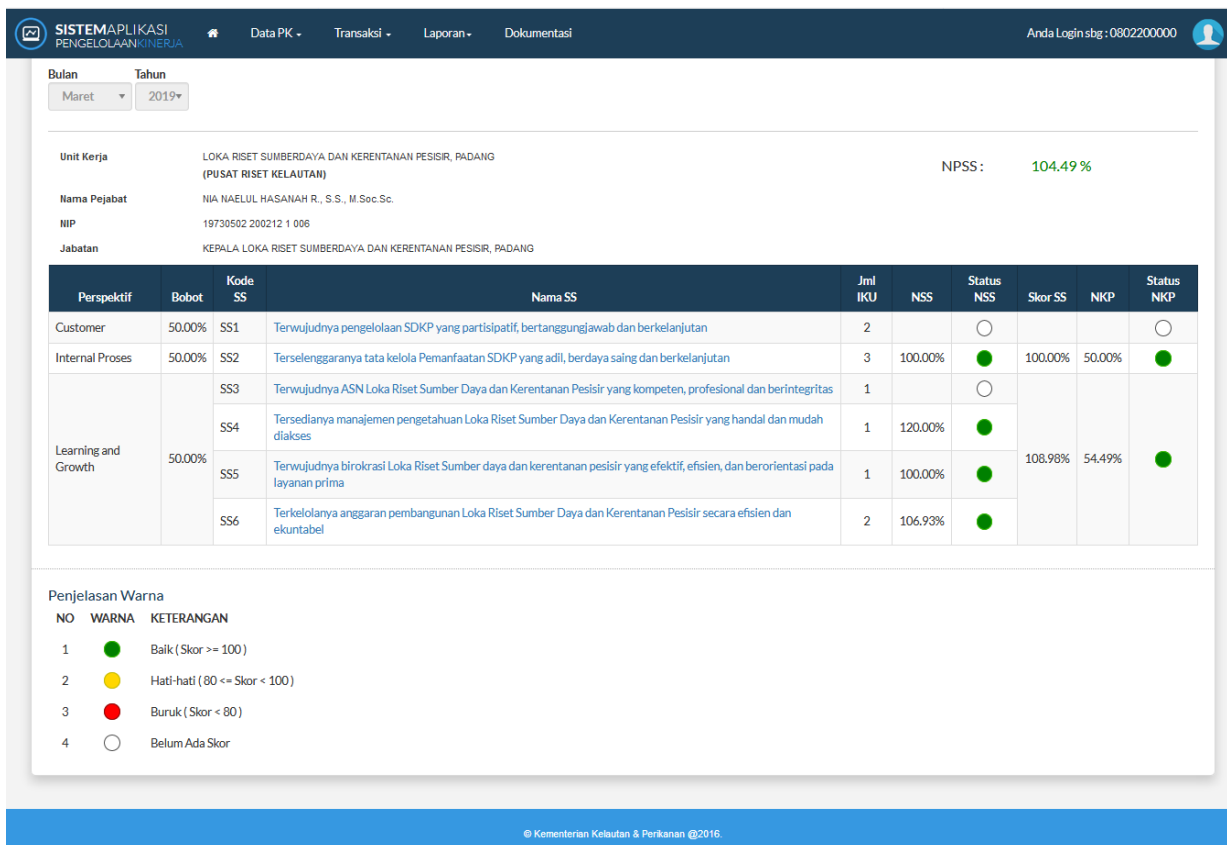 SISTEMAPLIKASI
PENGELOLAANKINERJA
Data PK
Transaksi
Laporan
Dokumentasi
Anda Login sbg : 0802200000
Bulan Tahun
Maret 2019
Unit Kerja LOKA RISET SUMBERDAYA DAN KERENTANAN PESISIR, PADANG
(PUSAT RISET KELAUTAN)
NPSS : 104.49 %
Nama Pejabat NIA NAELUL HASANAH R., S.S., M.Soc.Sc.
NIP 19730502 200212 1 006
Jabatan KEPALA LOKA RISET SUMBERDAYA DAN KERENTANAN PESISIR, PADANG
Perspektif Bobot Kode SS Nama SS Jml IKU NSS Status NSS Skor SS NKP Status NKP
Customer 50.00% SS1 Terwujudnya pengelolaan SDKP yang partisipatif, bertanggungjawab dan berkelanjutan 2
Internal Proses 50.00% SS2 Terselenggaranya tata kelola Pemanfaatan SDKP yang adil, berdaya saing dan berkelanjutan 3 100.00% 100.00% 50.00%
Learning and Growth 50.00% SS3 Terwujudnya ASN Loka Riset Sumber Daya dan Kerentanan Pesisir yang kompeten, profesional dan berintegritas 1 108.98% 54.49%
SS4 Tersedianya manajemen pengetahuan Loka Riset Sumber Daya dan Kerentanan Pesisir yang handal dan mudah
diakses 1 120.00%
SS5 Terwujudnya birokrasi Loka Riset Sumber daya dan kerentanan pesisir yang efektif, efisien, dan berorientasi pada
layanan prima 1 100.00%
SS6 Terkelolanya anggaran pembangunan Loka Riset Sumber Daya dan Kerentanan Pesisir secara efisien dan
ekuntabel 2 106.93%
Penjelasan Warna
NO WARNA KETERANGAN
1 Baik ( Skor >= 100 )
2 Hati-hati ( 80 <= Skor < 100 )
3 Buruk ( Skor < 80 )
4 Belum Ada Skor
© Kementerian Kelautan & Perikanan @2016.